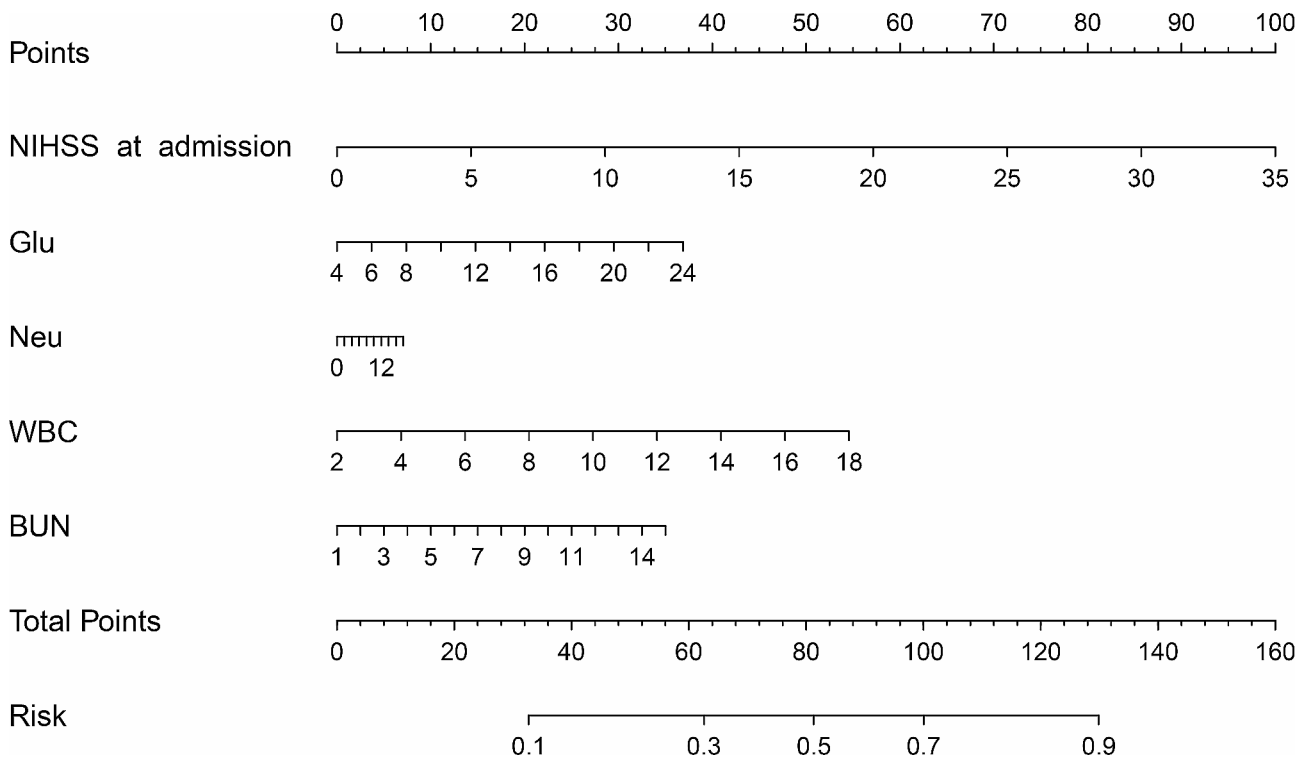 0 10 20 30 40 50 60 70 80 90 100
Points
NIHSS at admission
0 5 10 15 20 25 30 35
Glu
4 6 8 12 16 20 24
Neu
0 12
WBC
2 4 6 8 10 12 14 16 18
BUN
1 3 5 7 9 11 14
Total Points
0 20 40 60 80 100 120 140 160
Risk
0.1 0.3 0.5 0.7 0.9